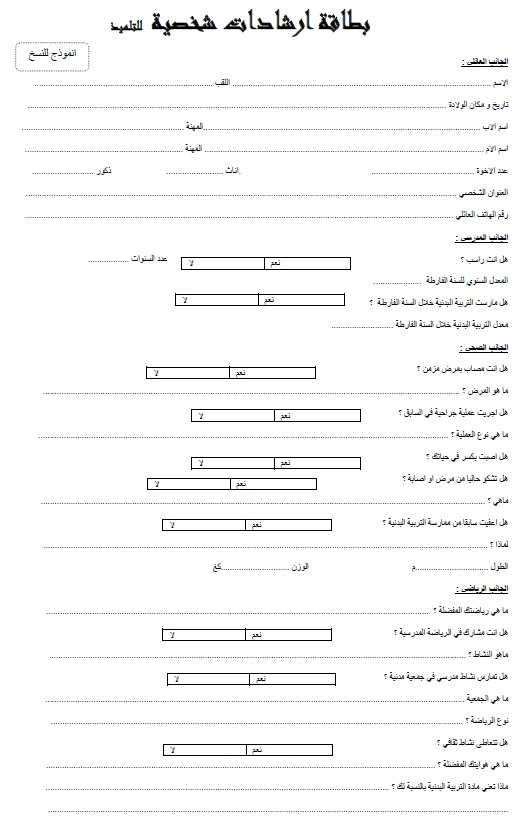 بطاقة ارشادات شخصية للتلميذ
انموذج للنسخ
الجانب العائلي :
الاسم ........................ اللقب ........................
تاريخ و مكان الولادة ........................
اسم الاب ........................ المهنة ........................
اسم الام ........................ المهنة ........................
عدد الاخوة ........................ اناث ........................ ذكور ........................
العنوان الشخصي ........................
رقم الهاتف العائلي ........................
الجانب المدرسي :
هل انت راسب ؟ نعم لا عدد السنوات ..................
المعدل السنوي للسنة الفارطة ....................
هل مارست التربية البدنية خلال السنة الفارطة ؟ نعم لا
معدل التربية البدنية خلال السنة الفارطة ........................
الجانب الصحي :
هل انت مصاب بمرض مزمن ؟ نعم لا
ما هو المرض ؟ ........................
هل اجريت عملية جراحية في السابق ؟ نعم لا
ما هي نوع العملية ؟ ........................
هل اصبت بكسر في حياتك ؟ نعم لا
هل تشكو حاليا من مرض او اصابة ؟ نعم لا
ماهي ؟ ........................
هل اعفيت سابقا من ممارسة التربية البدنية ؟ نعم لا
لماذا ؟ ........................
الطول ........................م الوزن ........................كغ
الجانب الرياضي :
ما هي رياضتك المفضلة ؟ ........................
هل انت مشارك في الرياضة المدرسية ؟ نعم لا
ماهو النشاط ؟ ........................
هل تمارس نشاط مدرسي في جمعية مدنية ؟ نعم لا
ما هي الجمعية ........................
نوع الرياضة ؟ ........................
هل تتعاطى نشاط ثقافي ؟ نعم لا
ما هي هوايتك المفضلة ؟ ........................
ماذا تعني مادة التربية البدنية بالنسبة لك ؟ ........................